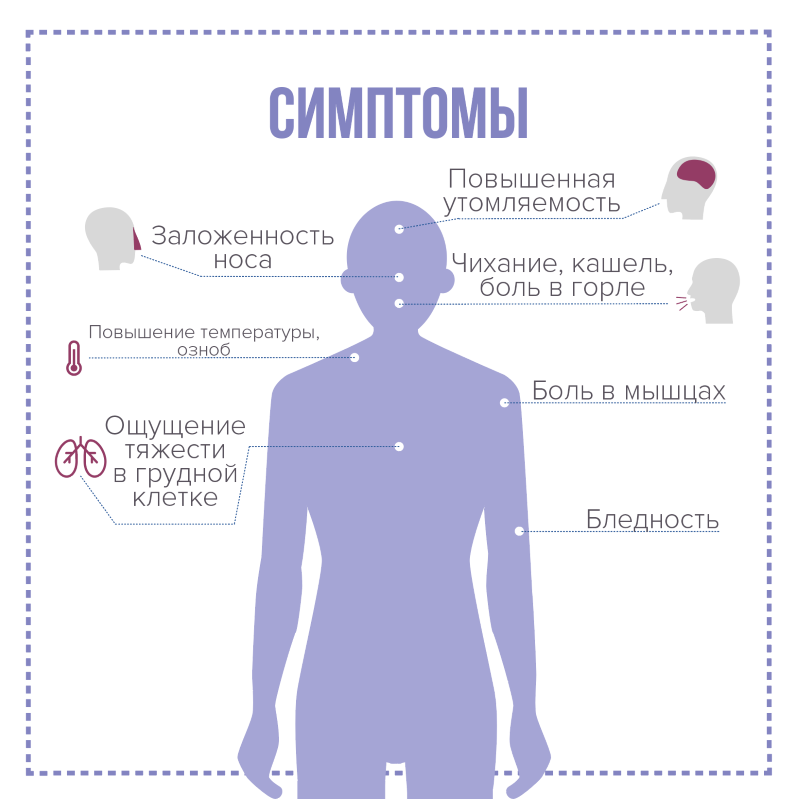 СИМПТОМЫ
Повышенная
утомляемость
Заложенность
носа
Чихание, кашель,
боль в горле
Повышение температуры,
озноб
Боль в мышцах
Ощущение
тяжести
в грудной
клетке
Бледность